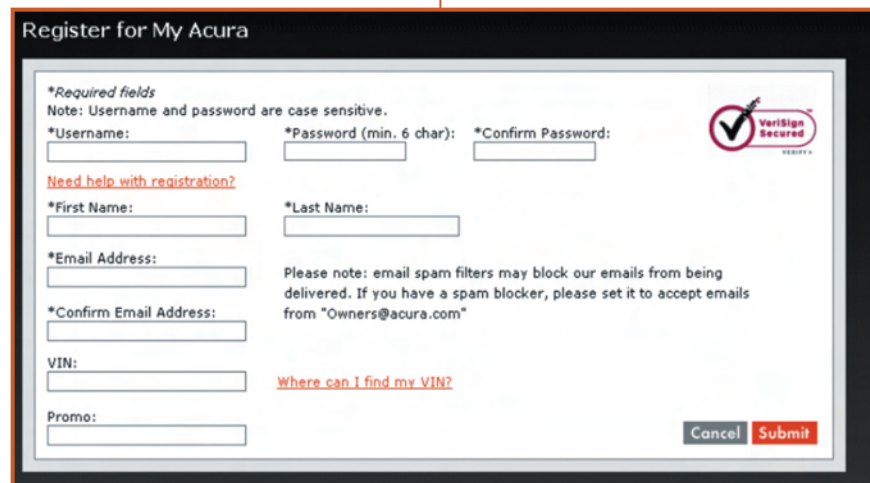 Register for My Acura
*Required fields
Note: Username and password are case sensitive.
*Username: *Password (min. 6 char): *Confirm Password:
VeriSign
Secured
VERIFY>
Need help with registration?
*First Name: *Last Name:
*Email Address:
Please note: email spam filters may block our emails from being
delivered. If you have a spam blocker, please set it to accept emails
from "Owners@acura.com"
*Confirm Email Address:
VIN:
Where can I find my VIN?
Promo:
Cancel Submit